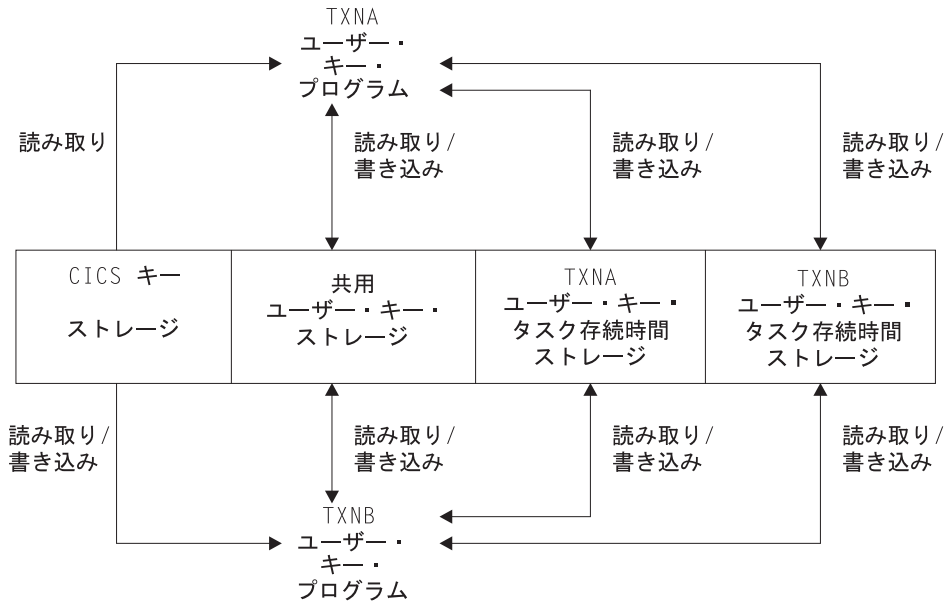 TXNA
ユーザー・
キー・
プログラム
読み取り
読み取り/
書き込み
読み取り/
書き込み
読み取り/
書き込み
CICS キー
ストレージ
共用
ユーザー・キー・
ストレージ
TXNA
ユーザー・キー・
タスク存続時間
ストレージ
TXNB
ユーザー・キー・
タスク存続時間
ストレージ
読み取り/
書き込み
読み取り/
書き込み
読み取り/
書き込み
読み取り/
書き込み
TXNB
ユーザー・
キー・
プログラム